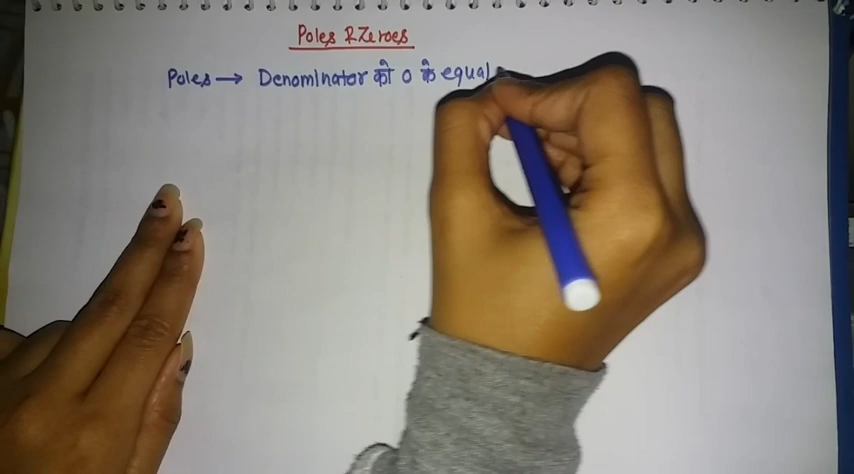 Poles & Zeroes
Poles → Denominator को 0 के equal